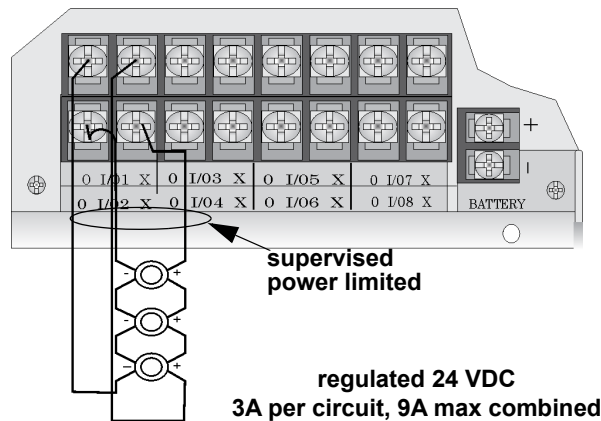 +
−
0 I/01 X 0 I/03 X 0 I/05 X 0 I/07 X
0 I/02 X 0 I/04 X 0 I/06 X 0 I/08 X
BATTERY
supervised
power limited
- +
- +
- +
regulated 24 VDC
3A per circuit, 9A max combined